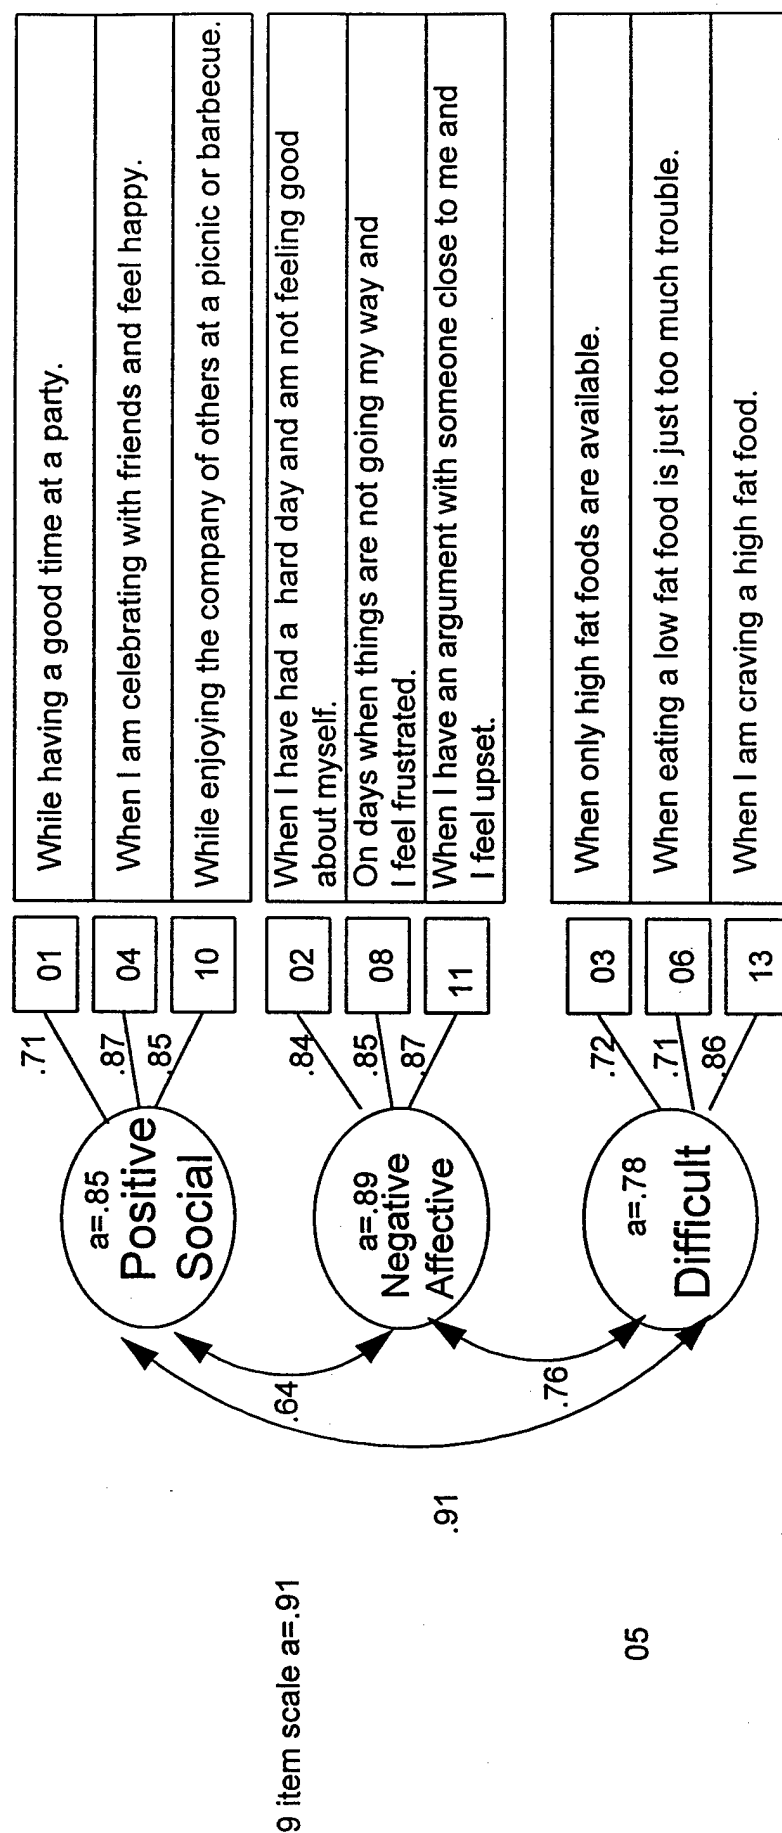 9 item scale a=.91
05
.91
.64
.76
a=.85
Positive
Social
.71
01
While having a good time at a party.
.87
04
When I am celebrating with friends and feel happy.
.85
10
While enjoying the company of others at a picnic or barbecue.
a=.89
Negative
Affective
.84
02
When I have had a hard day and am not feeling good
about myself.
.85
08
On days when things are not going my way and
I feel frustrated.
.87
11
When I have an argument with someone close to me and
I feel upset.
a=.78
Difficult
.72
03
When only high fat foods are available.
.71
06
When eating a low fat food is just too much trouble.
.86
13
When I am craving a high fat food.